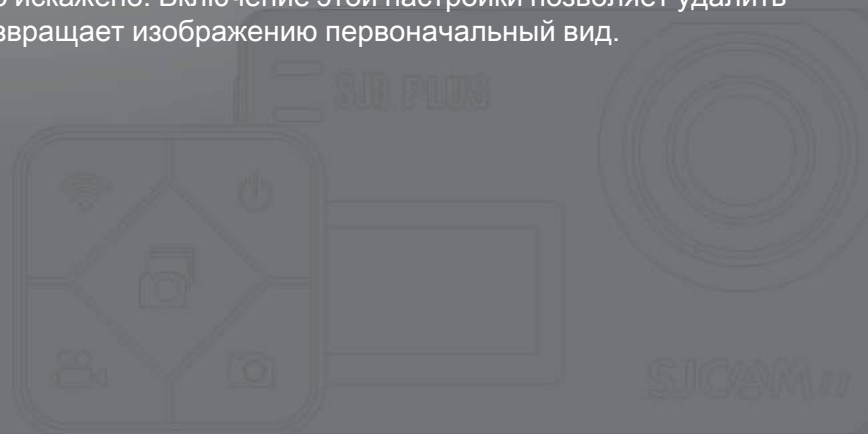 искажено. Включение этой настройки позволяет удалить
звращает изображению первоначальный вид.
SJ8 PLUS
SJCAM